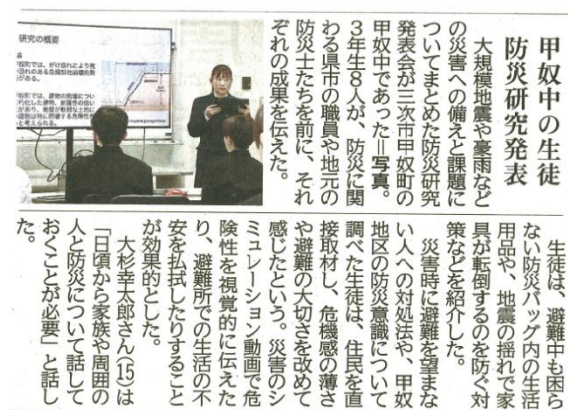 甲奴中の生徒
防災研究発表
大規模地震や豪雨など
の災害への備えと課題に
ついてまとめた防災研究
発表会が三次市甲奴町の
甲奴中であった=写真。
3年生8人が、防災に関
わる県市の職員や地元の
防災士たちを前に、それ
ぞれの成果を伝えた。
生徒は、避難中も困ら
ない防災バッグ内の生活
用品や、地震の揺れで家
具が転倒するのを防ぐ対
策などを紹介した。
災害時に避難を望まな
い人への対処法や、甲奴
地区の防災意識について
調べた生徒は、住民を直
接取材し、危機感の薄さ
や避難の大切さを改めて
感じたという。災害のシ
ミュレーション動画で危
険性を視覚的に伝えた
り、避難所での生活の不
安を払拭したりすること
が効果的とした。
大杉幸太郎さん(15)は
「日頃から家族や周囲の
人と防災について話して
おくことが必要」と話し
た。
研究の概要